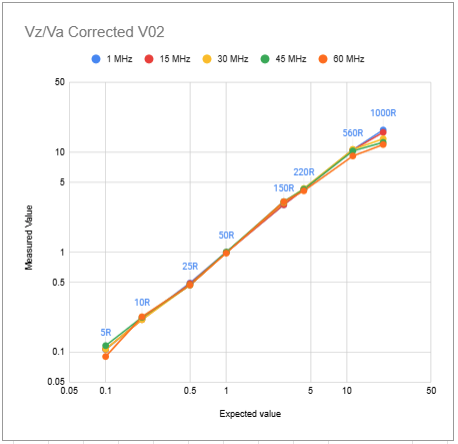 Vz/Va Corrected V02
1 MHz 15 MHz 30 MHz 45 MHz 60 MHz
50
1000R
560R
10
220R
5
150R
50R
1
25R
0.5
10R
5R
0.1
0.05
0.05 0.1 0.5 1 5 10 50
Measured Value
Expected value